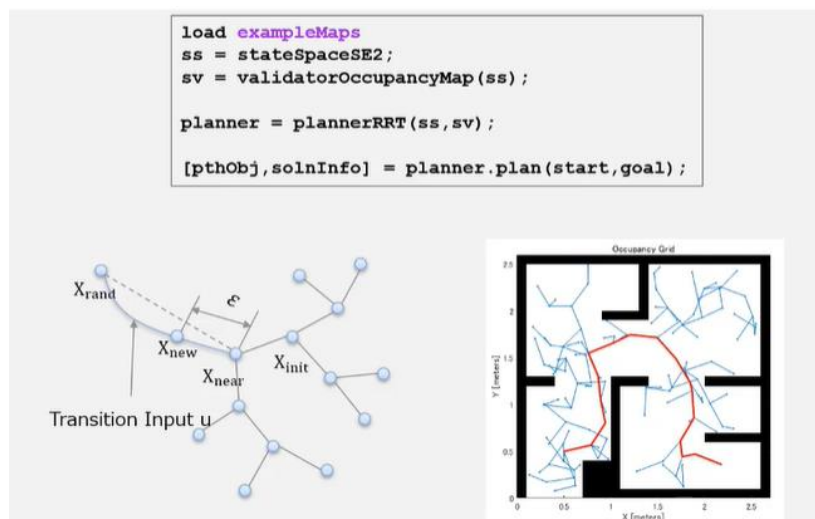 load exampleMaps
ss = stateSpaceSE2;
sv = validatorOccupancyMap(ss);
planner = plannerRRT(ss,sv);
[pthObj,solnInfo] = planner.plan(start,goal);
Xrand
ε
Xnew
Xnear
Xinit
Transition Input u
Occupancy Grid
2.5
2
1.5
1
0.5
0
Y [meters]
0
0.5
1
1.5
2
2.5
X [meters]